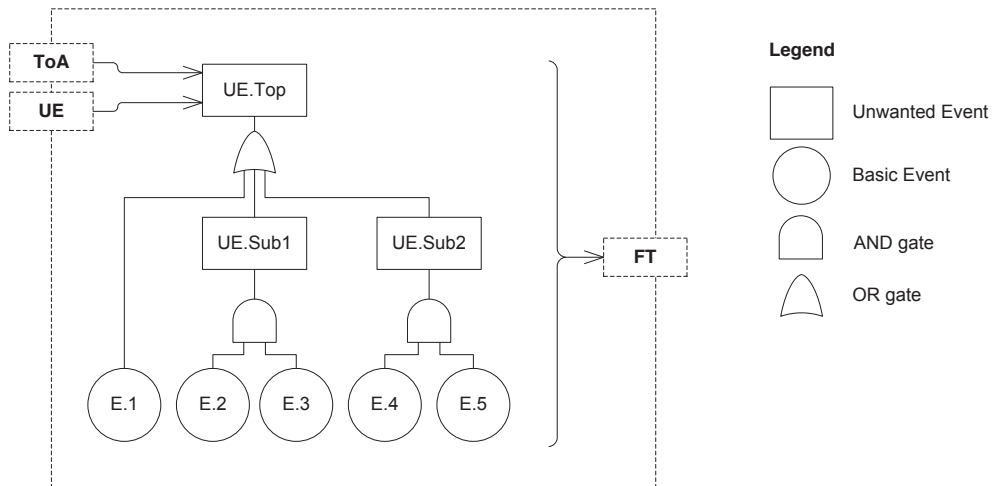 ToA
UE
UE.Top
UE.Sub1
UE.Sub2
E.1
E.2
E.3
E.4
E.5
FT
Legend
Unwanted Event
Basic Event
AND gate
OR gate